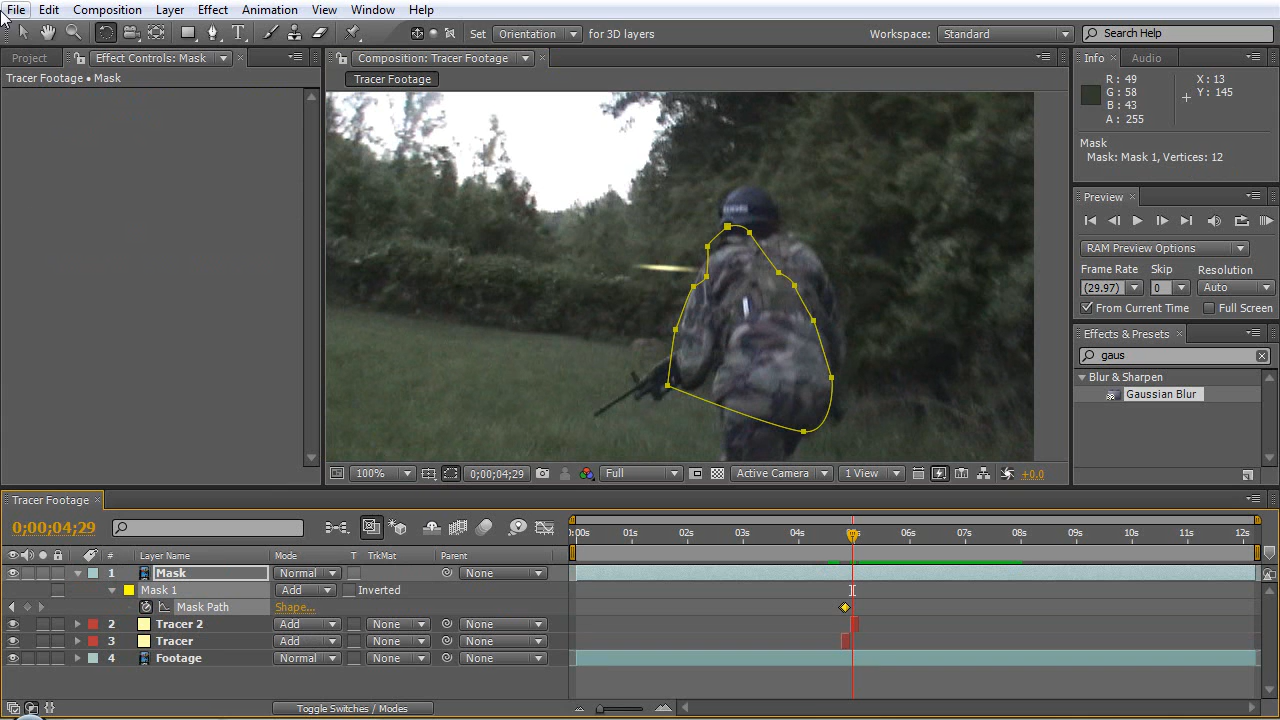 File Edit Composition Layer Effect Animation View Window Help
Set Orientation for 3D layers Workspace: Standard Search Help
Project Effect Controls: Mask Composition: Tracer Footage Info Audio
Tracer Footage • Mask
Tracer Footage
R: 49 X: 13
G: 58 Y: 145
B: 43
A: 255
Mask
Mask: Mask 1, Vertices: 12
Preview
RAM Preview Options
Frame Rate Skip Resolution
(29.97) 0 Auto
From Current Time Full Screen
Effects & Presets
gaus
Blur & Sharpen
Gaussian Blur
100% 0;00;04;29 Full Active Camera 1 View +0.0
Tracer Footage
0;00;04;29
0:00s 01s 02s 03s 04s 06s 07s 08s 09s 10s 11s 12s
# Layer Name Mode T TrkMat Parent
1 Mask Normal None
Mask 1 Add Inverted
Mask Path Shape...
2 Tracer 2 Add None None
3 Tracer Add None None
4 Footage Normal None None
Toggle Switches / Modes